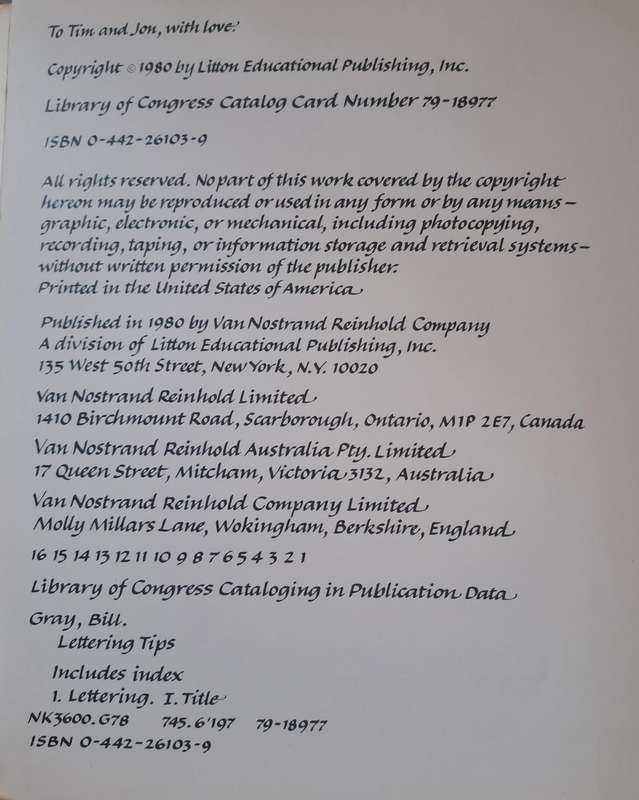 To Tim and Jon, with love.
Copyright © 1980 by Litton Educational Publishing, Inc.
Library of Congress Catalog Card Number 79-18977
ISBN 0-442-26103-9
All rights reserved. No part of this work covered by the copyright
hereon may be reproduced or used in any form or by any means –
graphic, electronic, or mechanical, including photocopying,
recording, taping, or information storage and retrieval systems –
without written permission of the publisher.
Printed in the United States of America
Published in 1980 by Van Nostrand Reinhold Company
A division of Litton Educational Publishing, Inc.
135 West 50th Street, New York, N.Y. 10020
Van Nostrand Reinhold Limited
1410 Birchmount Road, Scarborough, Ontario, M1P 2E7, Canada
Van Nostrand Reinhold Australia Pty. Limited
17 Queen Street, Mitcham, Victoria 3132, Australia
Van Nostrand Reinhold Company Limited
Molly Millars Lane, Wokingham, Berkshire, England
16 15 14 13 12 11 10 9 8 7 6 5 4 3 2 1
Library of Congress Cataloging in Publication Data
Gray, Bill.
Lettering Tips
Includes index
1. Lettering. I. Title
NK3600.G78 745.6'197 79-18977
ISBN 0-442-26103-9